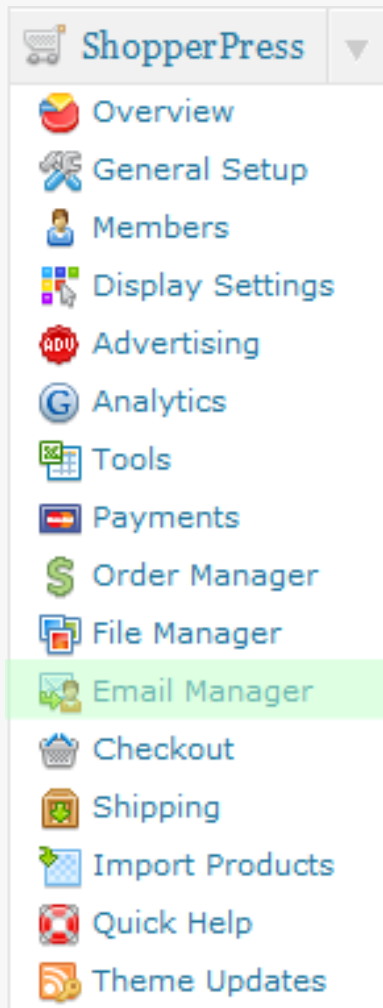 ShopperPress
Overview
General Setup
Members
Display Settings
ADV
Advertising
G
Analytics
Tools
Payments
Order Manager
File Manager
Email Manager
Checkout
Shipping
Import Products
Quick Help
Theme Updates